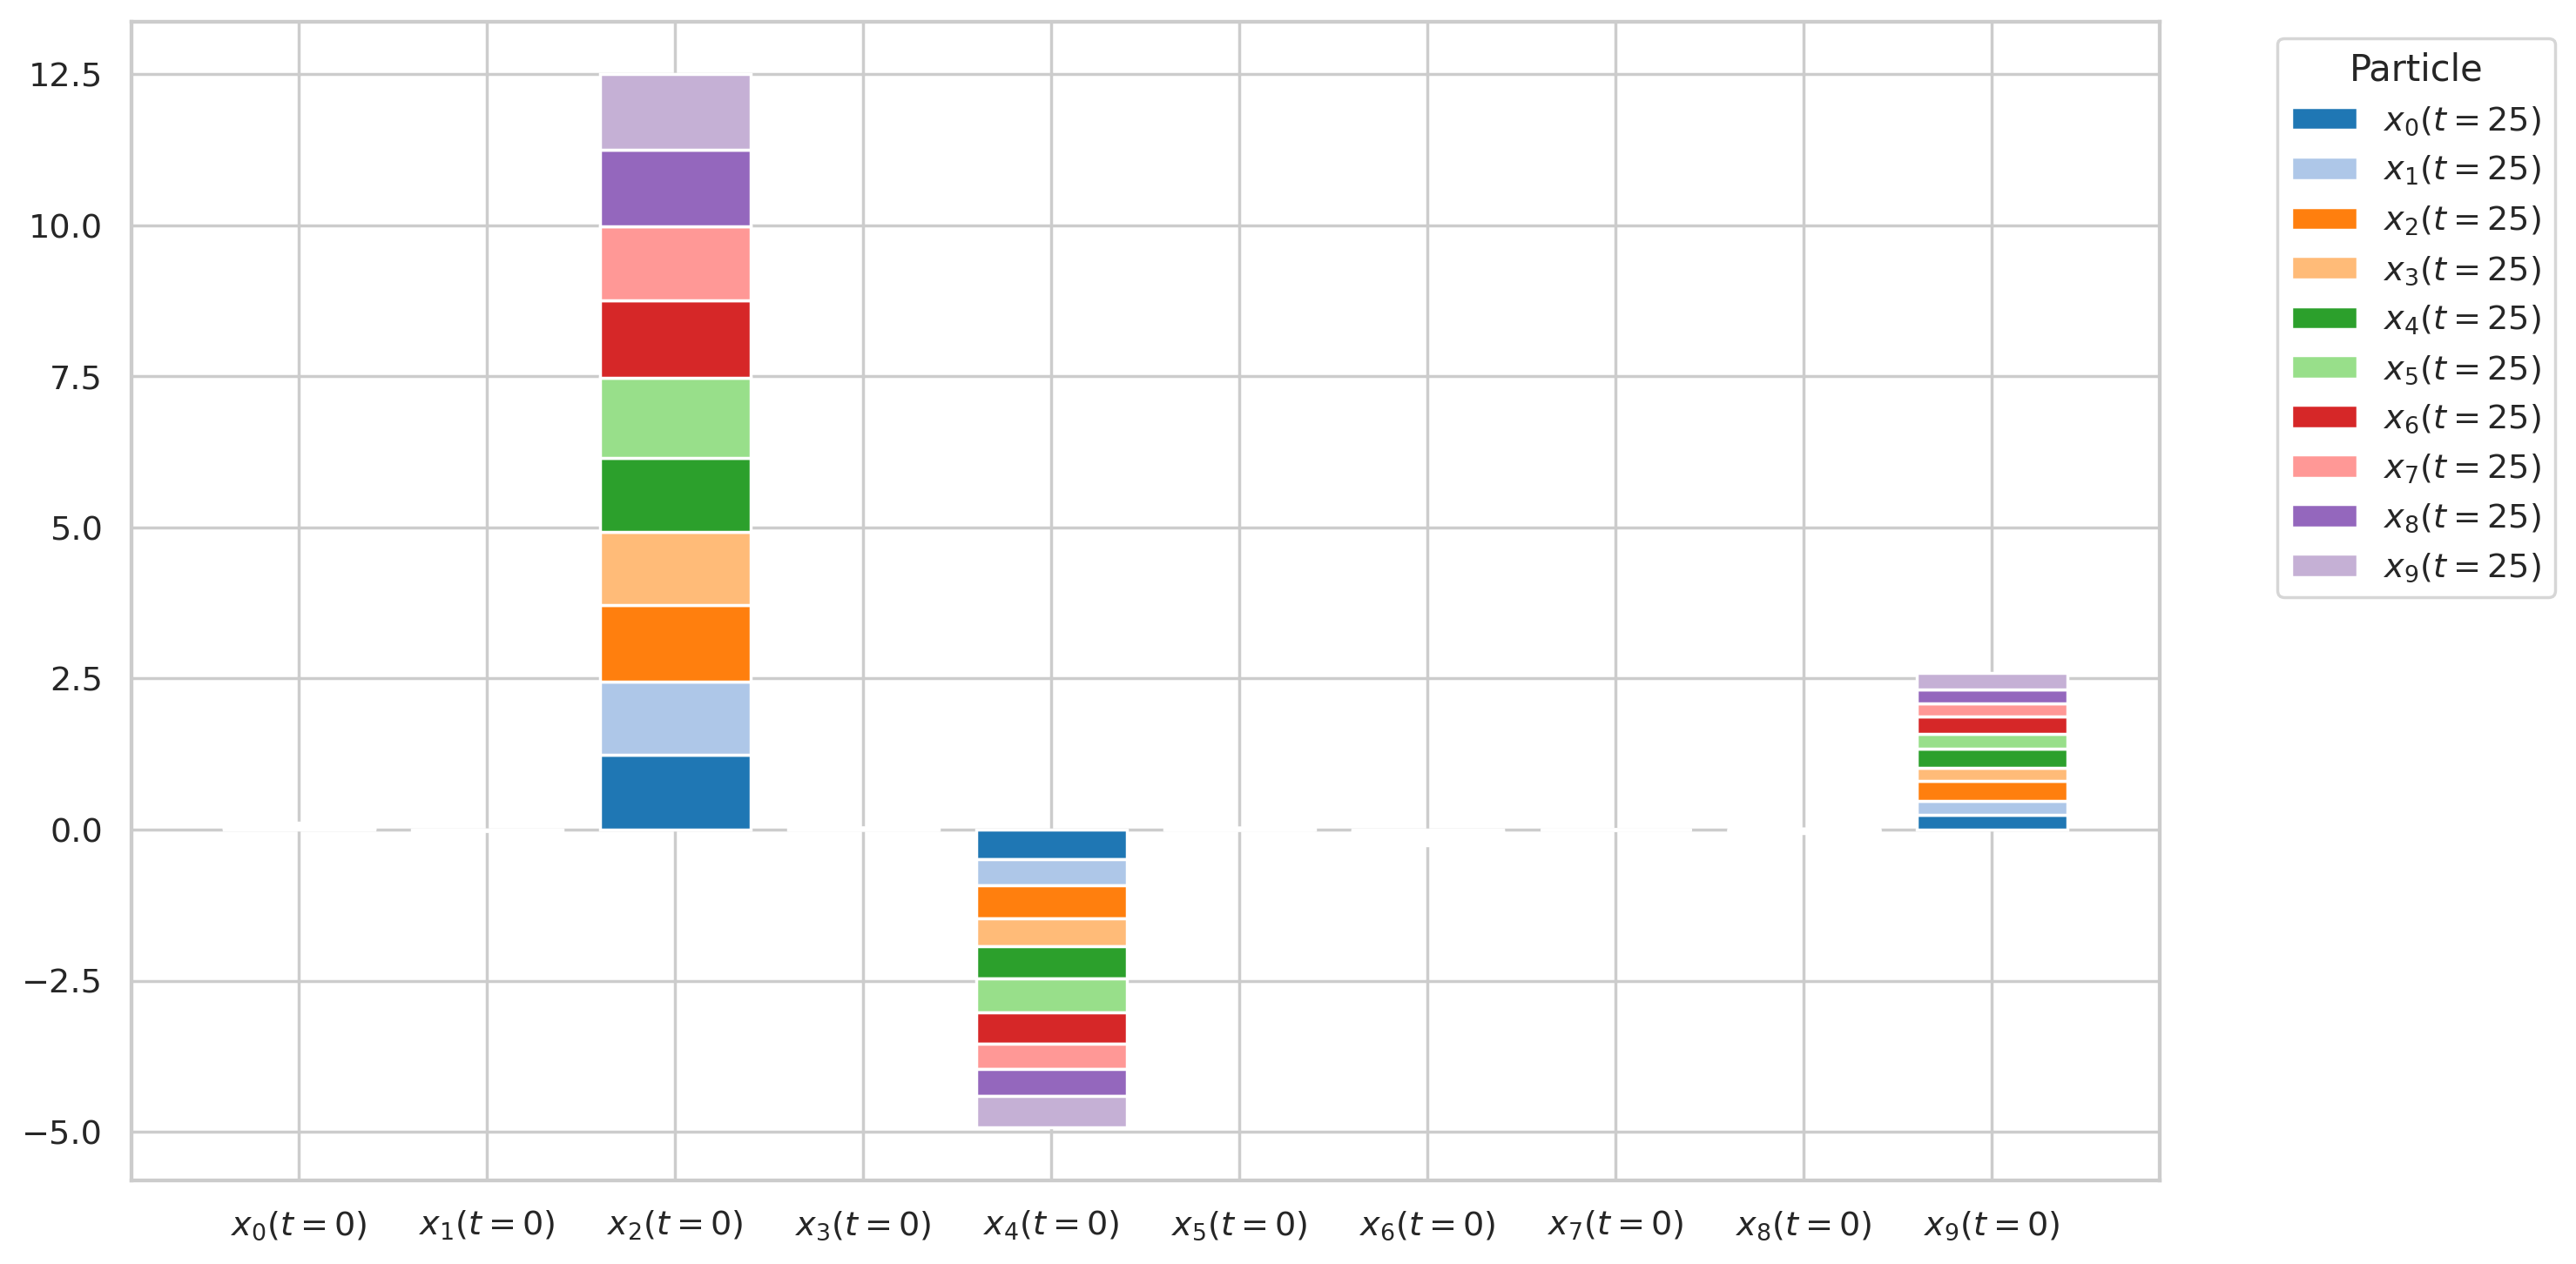 12.5
10.0
7.5
5.0
2.5
0.0
−2.5
−5.0
x₀(t = 0)
x₁(t = 0)
x₂(t = 0)
x₃(t = 0)
x₄(t = 0)
x₅(t = 0)
x₆(t = 0)
x₇(t = 0)
x₈(t = 0)
x₉(t = 0)
Particle
x₀(t = 25)
x₁(t = 25)
x₂(t = 25)
x₃(t = 25)
x₄(t = 25)
x₅(t = 25)
x₆(t = 25)
x₇(t = 25)
x₈(t = 25)
x₉(t = 25)